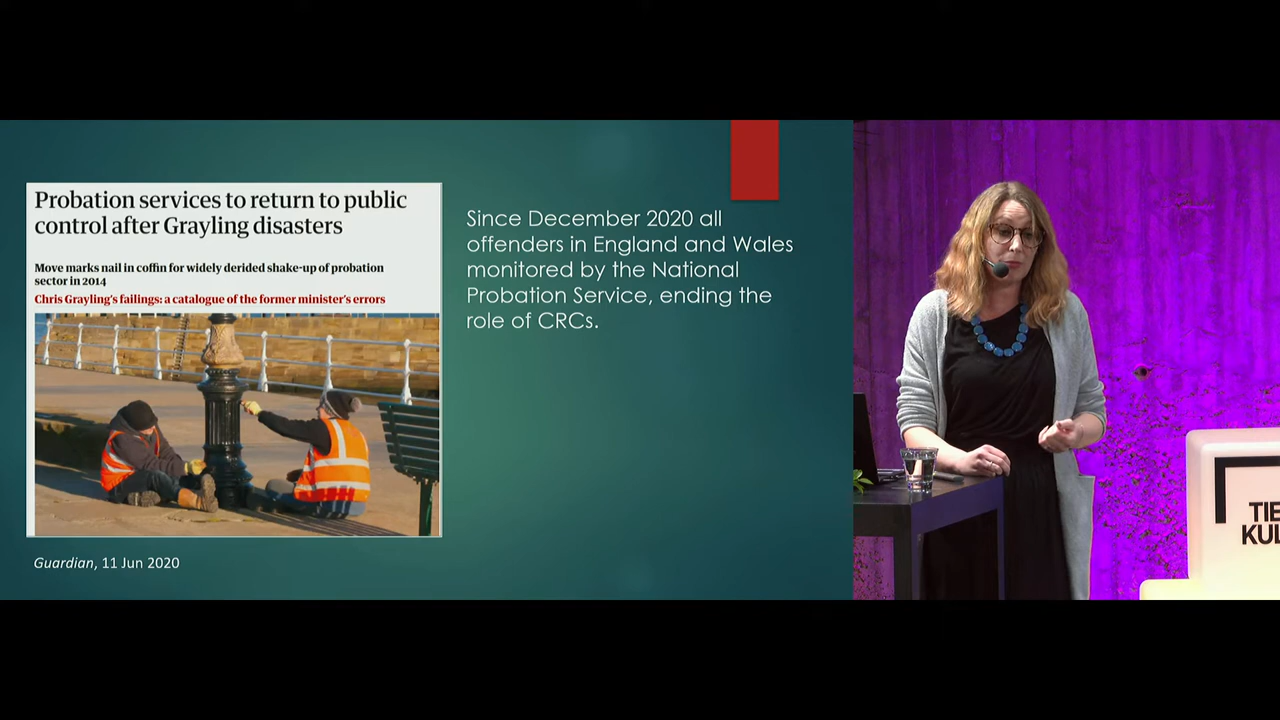 Probation services to return to public
control after Grayling disasters
Move marks nail in coffin for widely derided shake-up of probation
sector in 2014
Chris Grayling's failings: a catalogue of the former minister's errors
Guardian, 11 Jun 2020
Since December 2020 all
offenders in England and Wales
monitored by the National
Probation Service, ending the
role of CRCs.
TIE
KUL